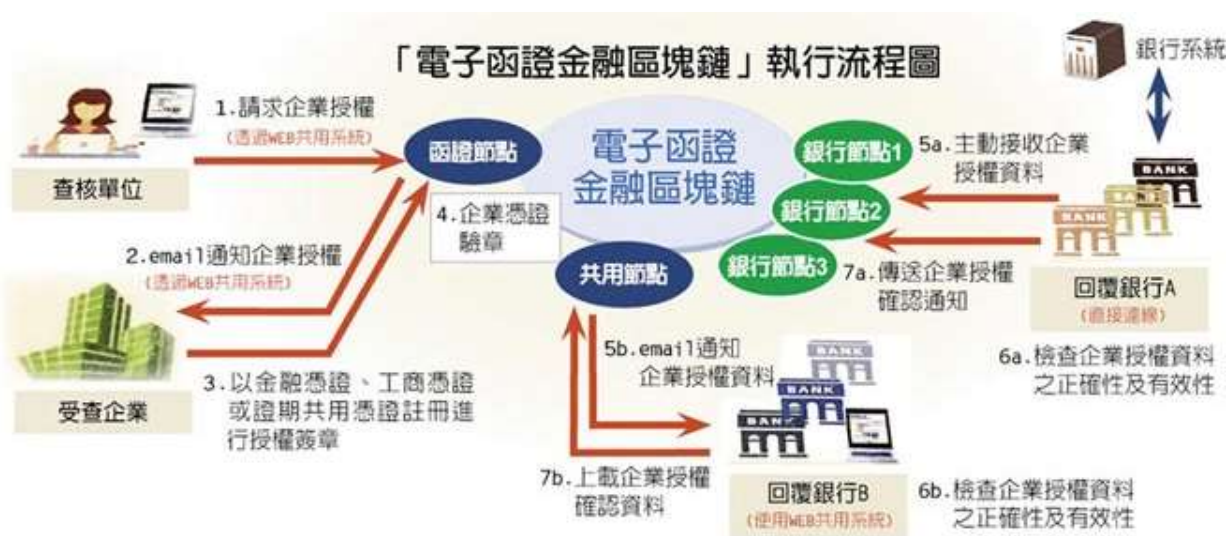 「電子函證金融區塊鏈」執行流程圖
銀行系統
1.請求企業授權
(透過WEB共用系統)
查核單位
函證節點
電子函證
金融區塊鏈
4.企業憑證
驗章
銀行節點1
銀行節點2
銀行節點3
共用節點
5a.主動接收企業
授權資料
BANK
BANK
7a.傳送企業授權
確認通知
回覆銀行A
(直接連線)
6a.檢查企業授權資料
之正確性及有效性
2.email通知企業授權
(透過WEB共用系統)
受查企業
3.以金融憑證、工商憑證
或證期共用憑證註冊進
行授權簽章
5b.email通知
企業授權資料
BANK
BANK
BANK
7b.上載企業授權
確認資料
回覆銀行B
(使用WEB共用系統)
6b.檢查企業授權資料
之正確性及有效性